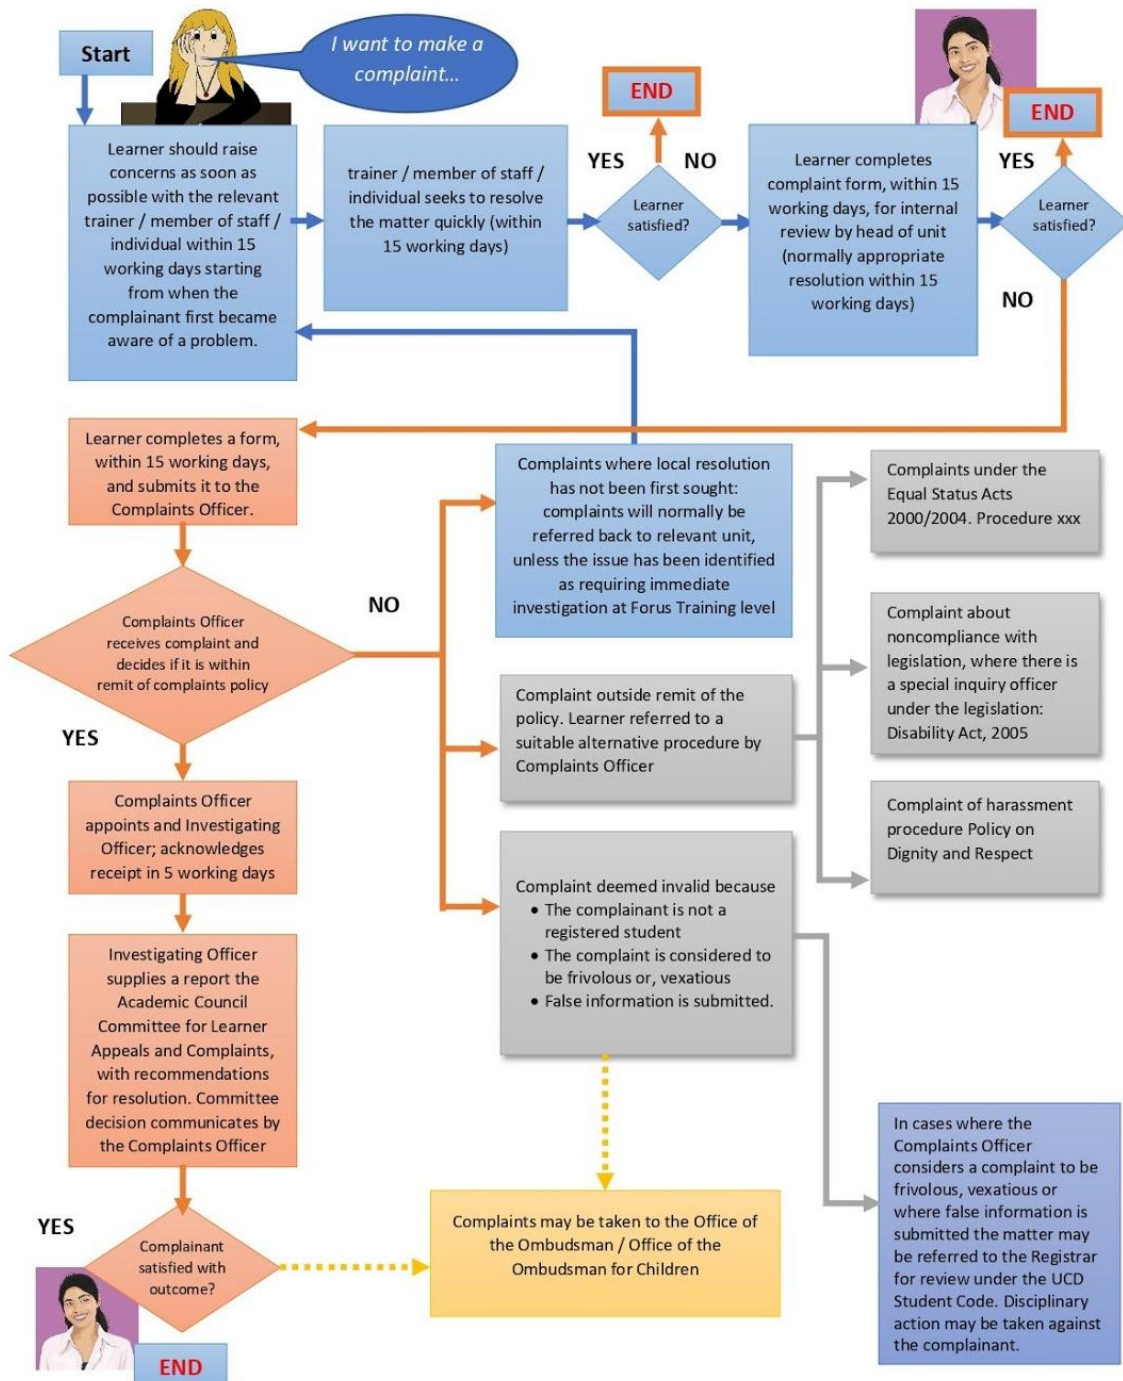 Start
I want to make a
complaint...
Learner should raise
concerns as soon as
possible with the relevant
trainer / member of staff /
individual within 15
working days starting
from when the
complainant first became
aware of a problem.
trainer / member of staff /
individual seeks to resolve
the matter quickly (within
15 working days)
END
YES
NO
Learner
satisfied?
Learner completes
complaint form, within 15
working days, for internal
review by head of unit
(normally appropriate
resolution within 15
working days)
END
YES
Learner
satisfied?
NO
Learner completes a form,
within 15 working days,
and submits it to the
Complaints Officer.
Complaints Officer
receives complaint and
decides if it is within
remit of complaints policy
NO
YES
Complaints where local resolution
has not been first sought:
complaints will normally be
referred back to relevant unit,
unless the issue has been identified
as requiring immediate
investigation at Forus Training level
Complaint outside remit of the
policy. Learner referred to a
suitable alternative procedure by
Complaints Officer
Complaints under the
Equal Status Acts
2000/2004. Procedure xxx
Complaint about
noncompliance with
legislation, where there is
a special inquiry officer
under the legislation:
Disability Act, 2005
Complaint of harassment
procedure Policy on
Dignity and Respect
Complaints Officer
appoints and Investigating
Officer; acknowledges
receipt in 5 working days
Complaint deemed invalid because
• The complainant is not a
registered student
• The complaint is considered to
be frivolous or, vexatious
• False information is submitted.
Investigating Officer
supplies a report the
Academic Council
Committee for Learner
Appeals and Complaints,
with recommendations
for resolution. Committee
decision communicates by
the Complaints Officer
In cases where the
Complaints Officer
considers a complaint to be
frivolous, vexatious or
where false information is
submitted the matter may
be referred to the Registrar
for review under the UCD
Student Code. Disciplinary
action may be taken against
the complainant.
YES
Complainant
satisfied with
outcome?
Complaints may be taken to the Office of
the Ombudsman / Office of the
Ombudsman for Children
END